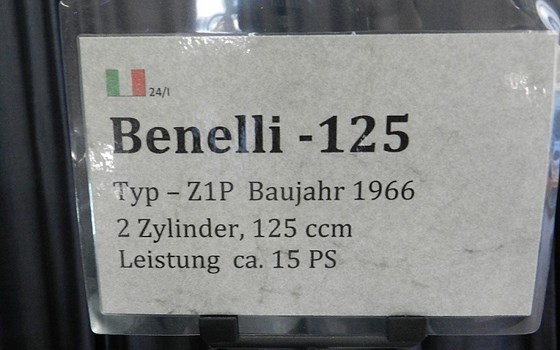 24/I
Benelli -125
Typ – Z1P Baujahr 1966
2 Zylinder, 125 ccm
Leistung ca. 15 PS